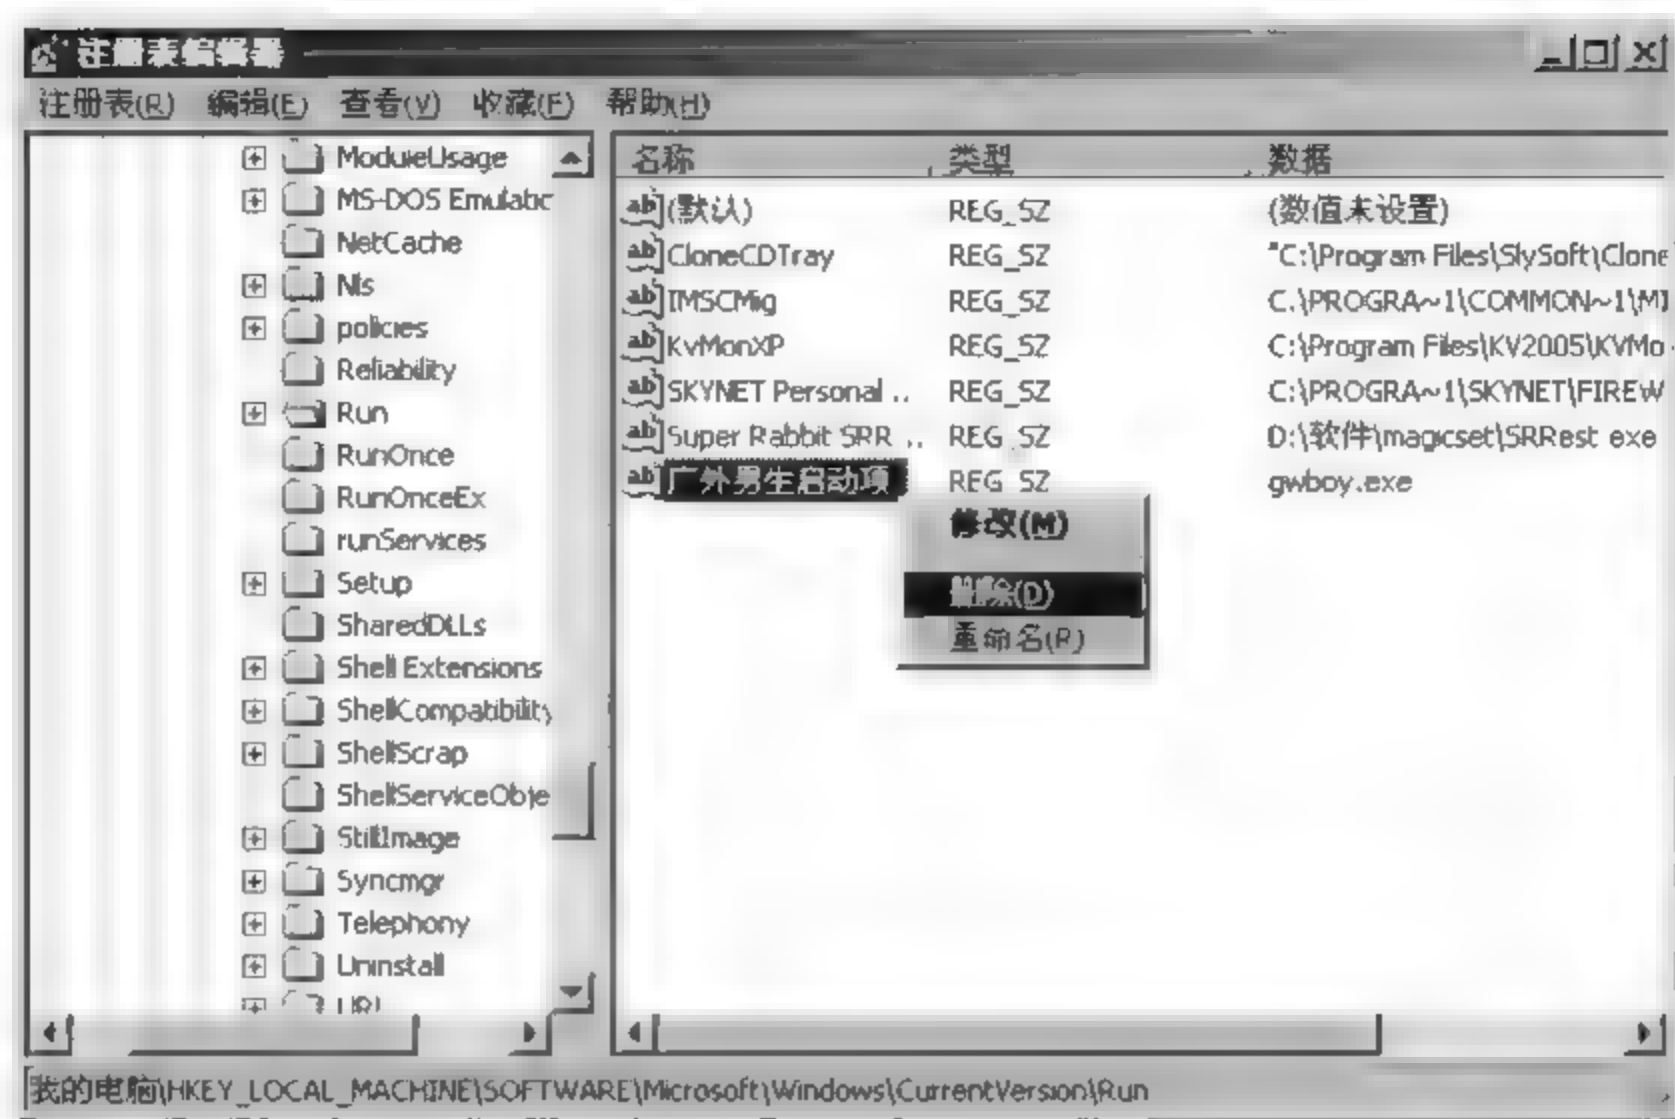 注册表编辑器
注册表(R) 编辑(E) 查看(V) 收藏(F) 帮助(H)
ModuleUsage
MS-DOS Emulatic
NetCache
Nls
policies
Reliability
Run
RunOnce
RunOnceEx
runServices
Setup
SharedDLLs
Shell Extensions
ShellCompatibility
ShellScrap
ShellServiceObje
StillImage
Syncmgr
Telephony
Uninstall
URL
名称 类型 数据
(默认) REG_SZ (数值未设置)
CloneCDTray REG_SZ "C:\Program Files\SlySoft\Clone
IMSCMig REG_SZ C:\PROGRA~1\COMMON~1\MI
KvMonXP REG_SZ C:\Program Files\KV2005\KVMo
SKYNET Personal .. REG_SZ C:\PROGRA~1\SKYNET\FIREW
Super Rabbit SRR .. REG_SZ D:\软件\magicset\SRRest exe
广外男生启动项 REG_SZ gwboy.exe
修改(M)
删除(D)
重命名(R)
我的电脑\HKEY_LOCAL_MACHINE\SOFTWARE\Microsoft\Windows\CurrentVersion\Run